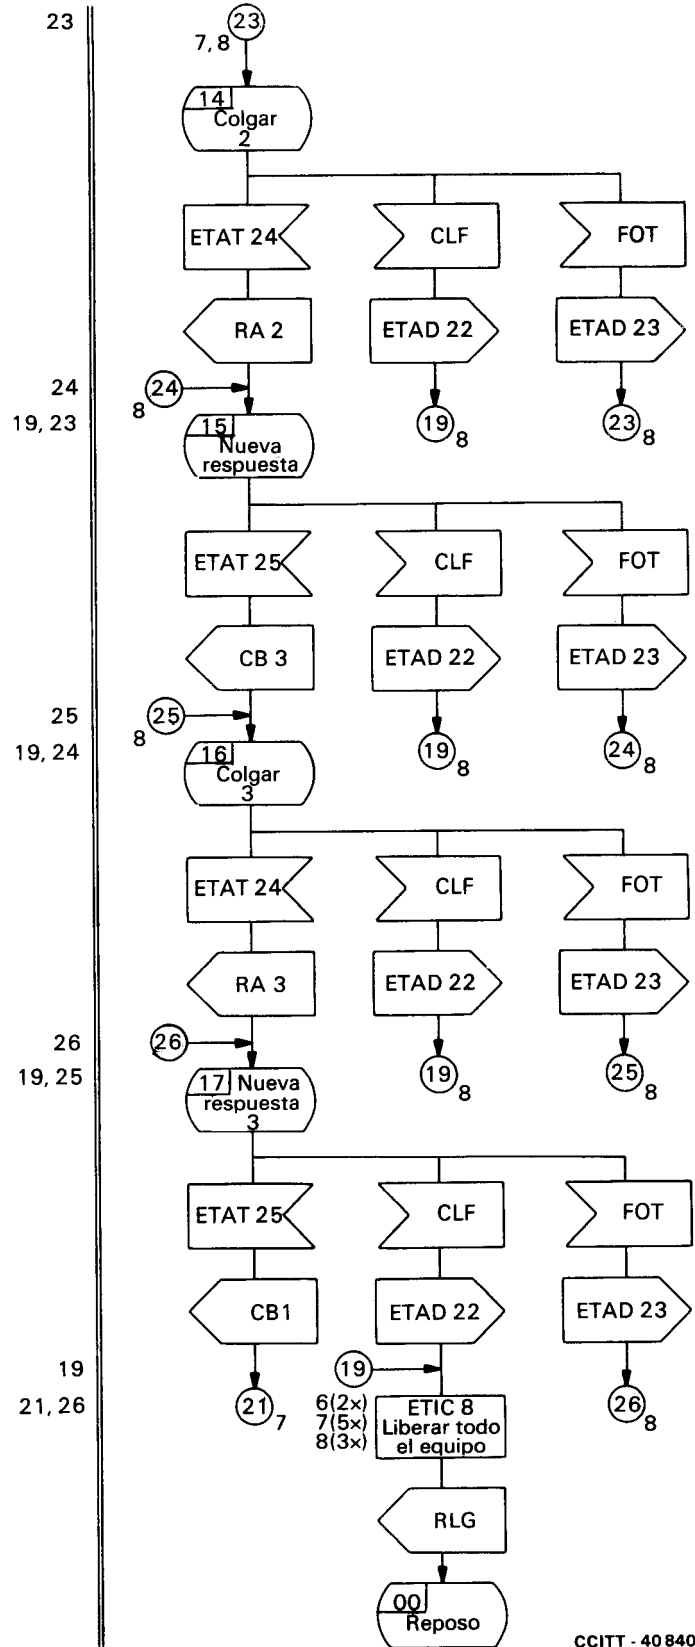 23
23
7, 8
14
Colgar
2
ETAT 24
CLF
FOT
RA 2
ETAD 22
ETAD 23
24
24
8
19, 23
19
8
23
8
15
Nueva
respuesta
ETAT 25
CLF
FOT
CB 3
ETAD 22
ETAD 23
25
25
8
19, 24
19
8
24
8
16
Colgar
3
ETAT 24
CLF
FOT
RA 3
ETAD 22
ETAD 23
26
26
19, 25
19
8
25
8
17 Nueva
respuesta
3
ETAT 25
CLF
FOT
CB1
ETAD 22
ETAD 23
19
19
21, 26
21
7
6(2x)
7(5x)
8(3x)
ETIC 8
Liberar todo
el equipo
26
8
RLG
00
Reposo
CCITT - 40 840